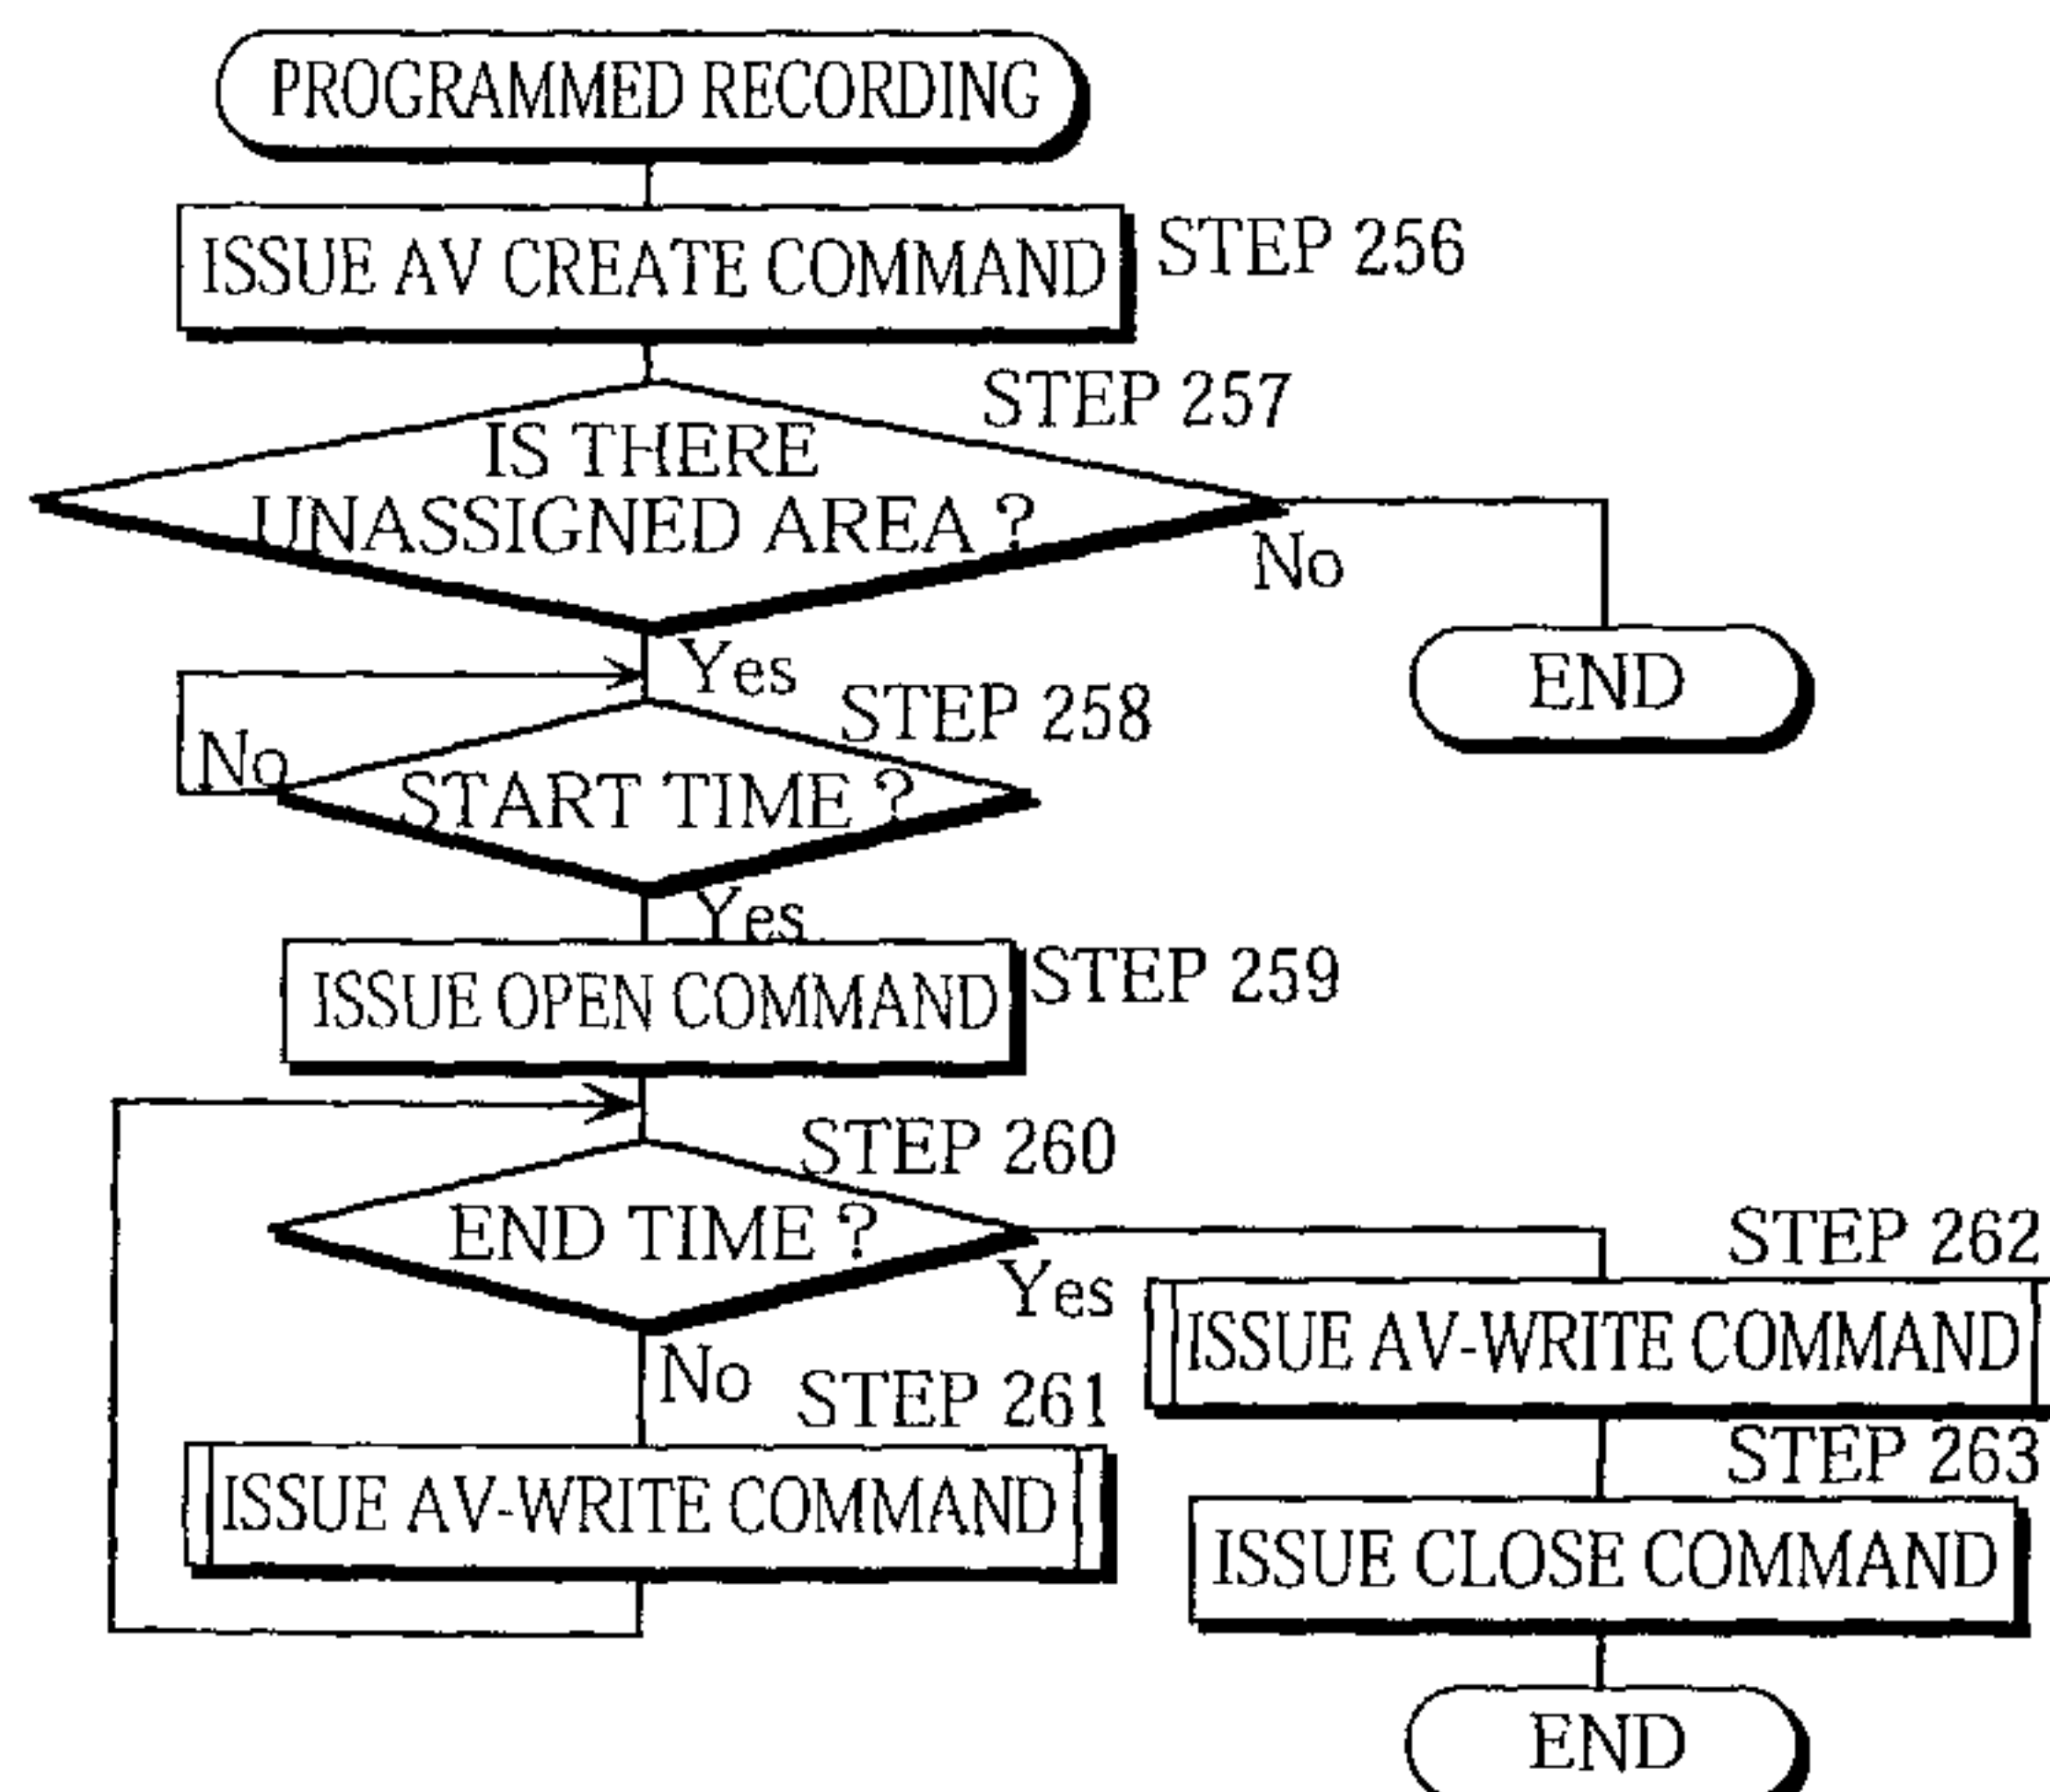 PROGRAMMED RECORDING
ISSUE AV CREATE COMMAND
STEP 256
STEP 257
IS THERE
UNASSIGNED AREA ?
No
END
Yes
STEP 258
No
START TIME ?
Yes
ISSUE OPEN COMMAND
STEP 259
STEP 260
END TIME ?
Yes
No
STEP 261
ISSUE AV-WRITE COMMAND
STEP 262
ISSUE AV-WRITE COMMAND
STEP 263
ISSUE CLOSE COMMAND
END